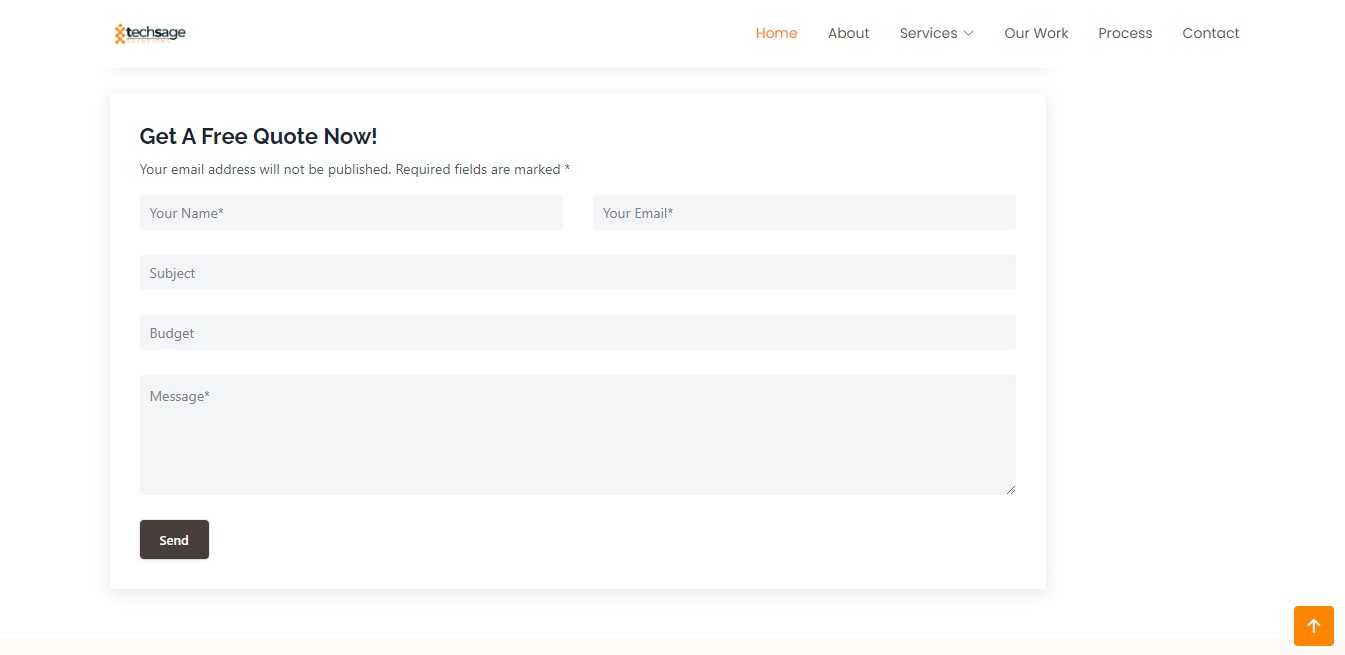 techsage
SOLUTIONS
Home About Services Our Work Process Contact
Get A Free Quote Now!
Your email address will not be published. Required fields are marked *
Your Name* Your Email*
Subject
Budget
Message*
Send